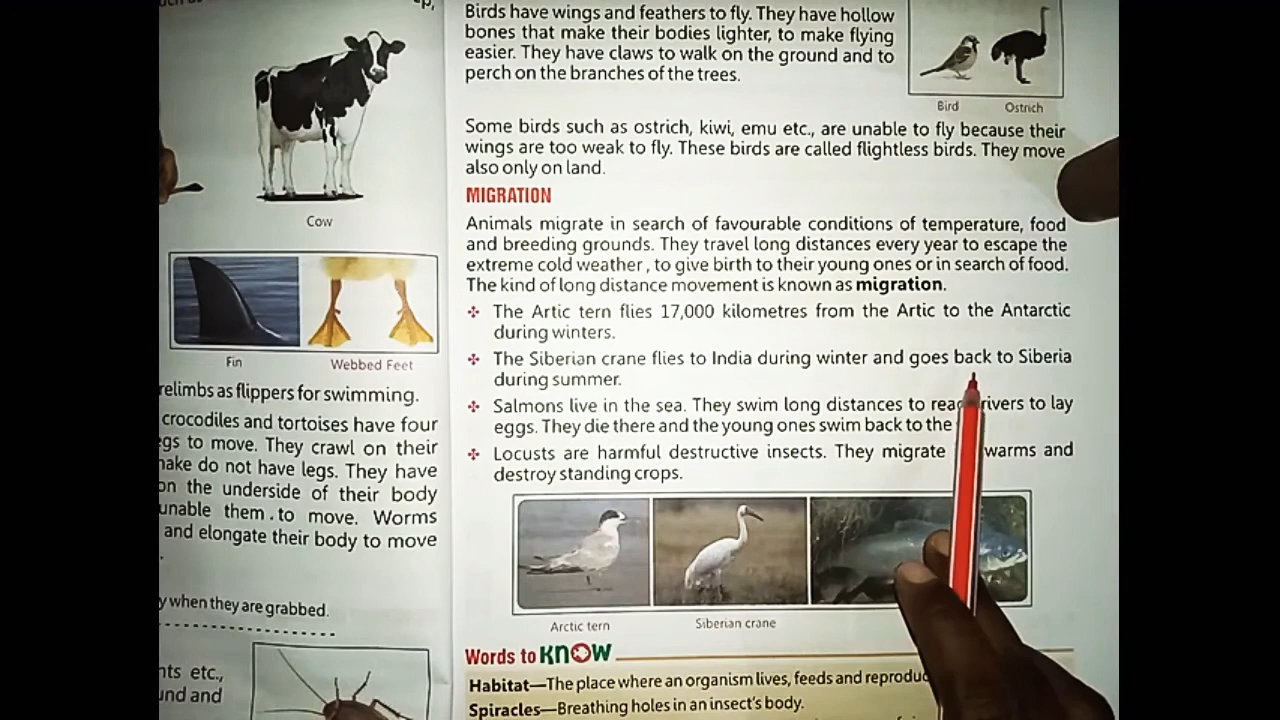 Cow
Fin
Webbed Feet
relimbs as flippers for swimming.
crocodiles and tortoises have four
gs to move. They crawl on their
ake do not have legs. They have
on the underside of their body
unable them.to move. Worms
and elongate their body to move
y when they are grabbed.
nts etc.,
und and
Birds have wings and feathers to fly. They have hollow
bones that make their bodies lighter, to make flying
easier. They have claws to walk on the ground and to
perch on the branches of the trees.
Bird
Ostrich
Some birds such as ostrich, kiwi, emu etc., are unable to fly because their
wings are too weak to fly. These birds are called flightless birds. They move
also only on land.
MIGRATION
Animals migrate in search of favourable conditions of temperature, food
and breeding grounds. They travel long distances every year to escape the
extreme cold weather , to give birth to their young ones or in search of food.
The kind of long distance movement is known as migration.
The Artic tern flies 17,000 kilometres from the Artic to the Antarctic
during winters.
The Siberian crane flies to India during winter and goes back to Siberia
during summer.
Salmons live in the sea. They swim long distances to rea rivers to lay
eggs. They die there and the young ones swim back to the
Locusts are harmful destructive insects. They migrate warms and
destroy standing crops.
Arctic tern
Siberian crane
Words to KNOW
Habitat—The place where an organism lives, feeds and reproduc
Spiracles—Breathing holes in an insect's body.